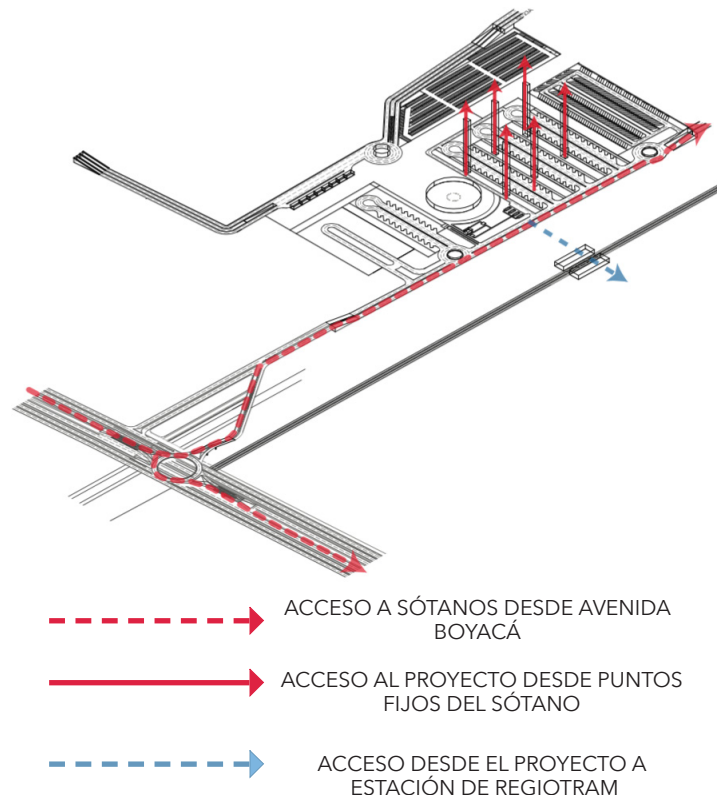 ACCESO A SÓTANOS DESDE AVENIDA
BOYACÁ
ACCESO AL PROYECTO DESDE PUNTOS
FIJOS DEL SÓTANO
ACCESO DESDE EL PROYECTO A
ESTACIÓN DE REGIOTRAM